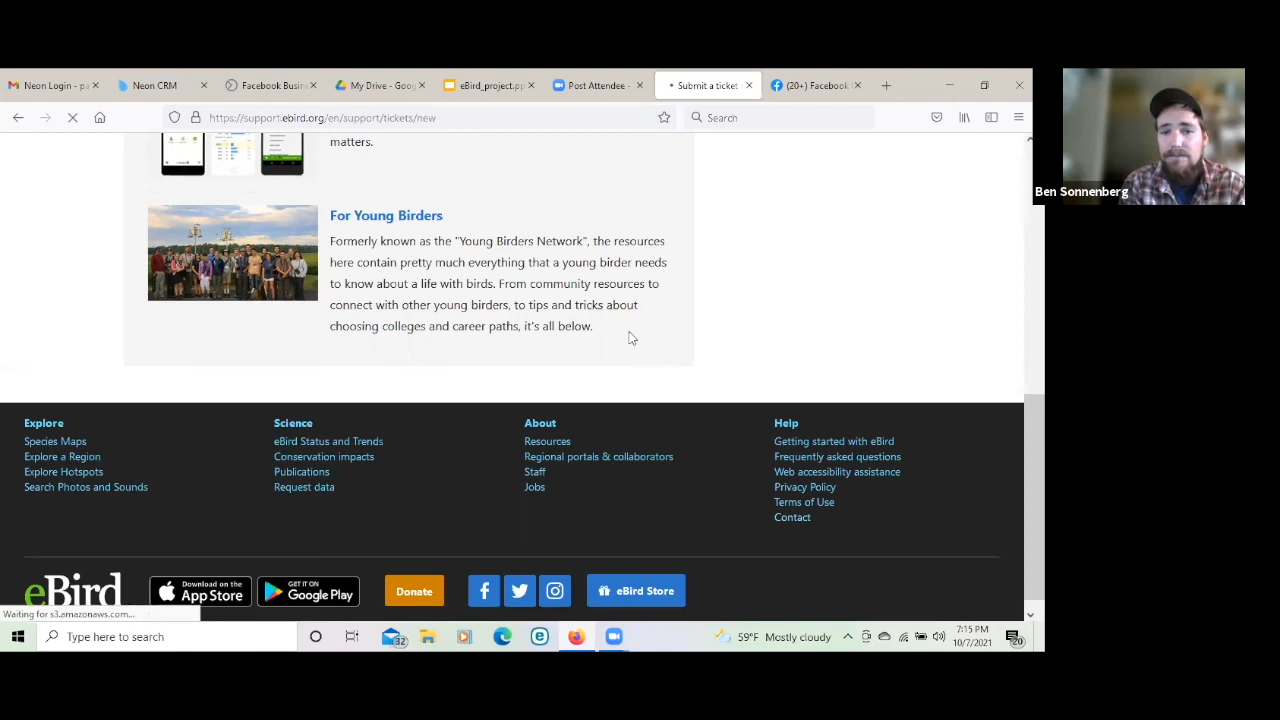 Neon Login - pa
Neon CRM
Facebook Busin
My Drive - Goog
eBird_project.pp
Post Attendee -
Submit a ticket
(20+) Facebook
https://support.ebird.org/en/support/tickets/new
Search
matters.
For Young Birders
Formerly known as the "Young Birders Network", the resources
here contain pretty much everything that a young birder needs
to know about a life with birds. From community resources to
connect with other young birders, to tips and tricks about
choosing colleges and career paths, it's all below.
Ben Sonnenberg
Explore
Species Maps
Explore a Region
Explore Hotspots
Search Photos and Sounds
Science
eBird Status and Trends
Conservation impacts
Publications
Request data
About
Resources
Regional portals & collaborators
Staff
Jobs
Help
Getting started with eBird
Frequently asked questions
Web accessibility assistance
Privacy Policy
Terms of Use
Contact
eBird
Download on the
App Store
GET IT ON
Google Play
Donate
eBird Store
Waiting for s3.amazonaws.com...
Type here to search
32
59°F Mostly cloudy
7:15 PM
10/7/2021
20